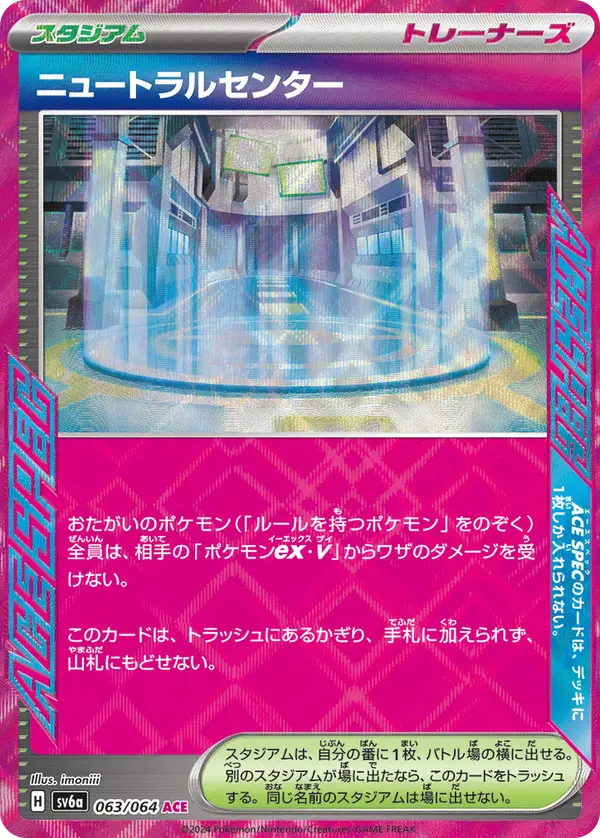 スタジアム
トレーナーズ
ニュートラルセンター
ACE SPEC
ACE SPEC
ACE SPECのカードは、デッキに
1枚しか入れられない。
おたがいのポケモン(「ルールを持つポケモン」をのぞく)
全員は、相手の「ポケモンex・V」からワザのダメージを受
けない。
このカードは、トラッシュにあるかぎり、手札に加えられず、
山札にもどせない。
スタジアムは、自分の番に1枚、バトル場の横に出せる。
別のスタジアムが場に出たなら、このカードをトラッシュ
する。同じ名前のスタジアムは場に出せない。
Illus. imoniii
H sv6a 063/064 ACE
©2024 Pokémon/Nintendo/Creatures/GAME FREAK